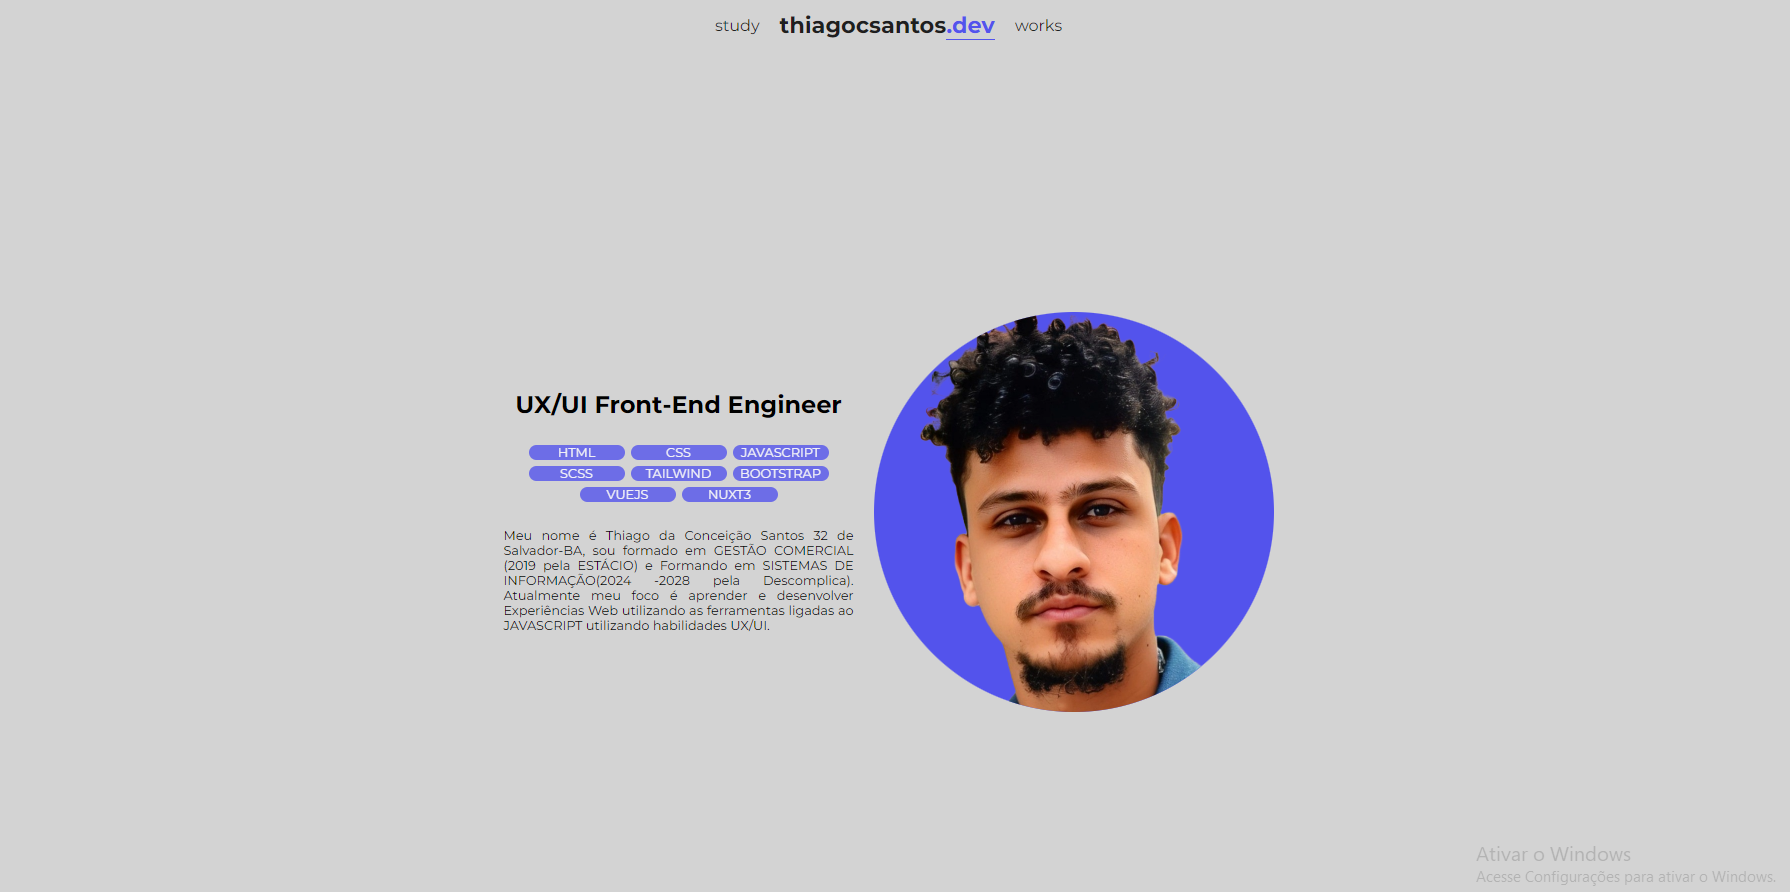 study thiagocsantos.dev works
UX/UI Front-End Engineer
HTML CSS JAVASCRIPT
SCSS TAILWIND BOOTSTRAP
VUEJS NUXT3
Meu nome é Thiago da Conceição Santos 32 de
Salvador-BA, sou formado em GESTÃO COMERCIAL
(2019 pela ESTÁCIO) e Formando em SISTEMAS DE
INFORMAÇÃO(2024 -2028 pela Descomplica).
Atualmente meu foco é aprender e desenvolver
Experiências Web utilizando as ferramentas ligadas ao
JAVASCRIPT utilizando habilidades UX/UI.
Ativar o Windows
Acesse Configurações para ativar o Windows.